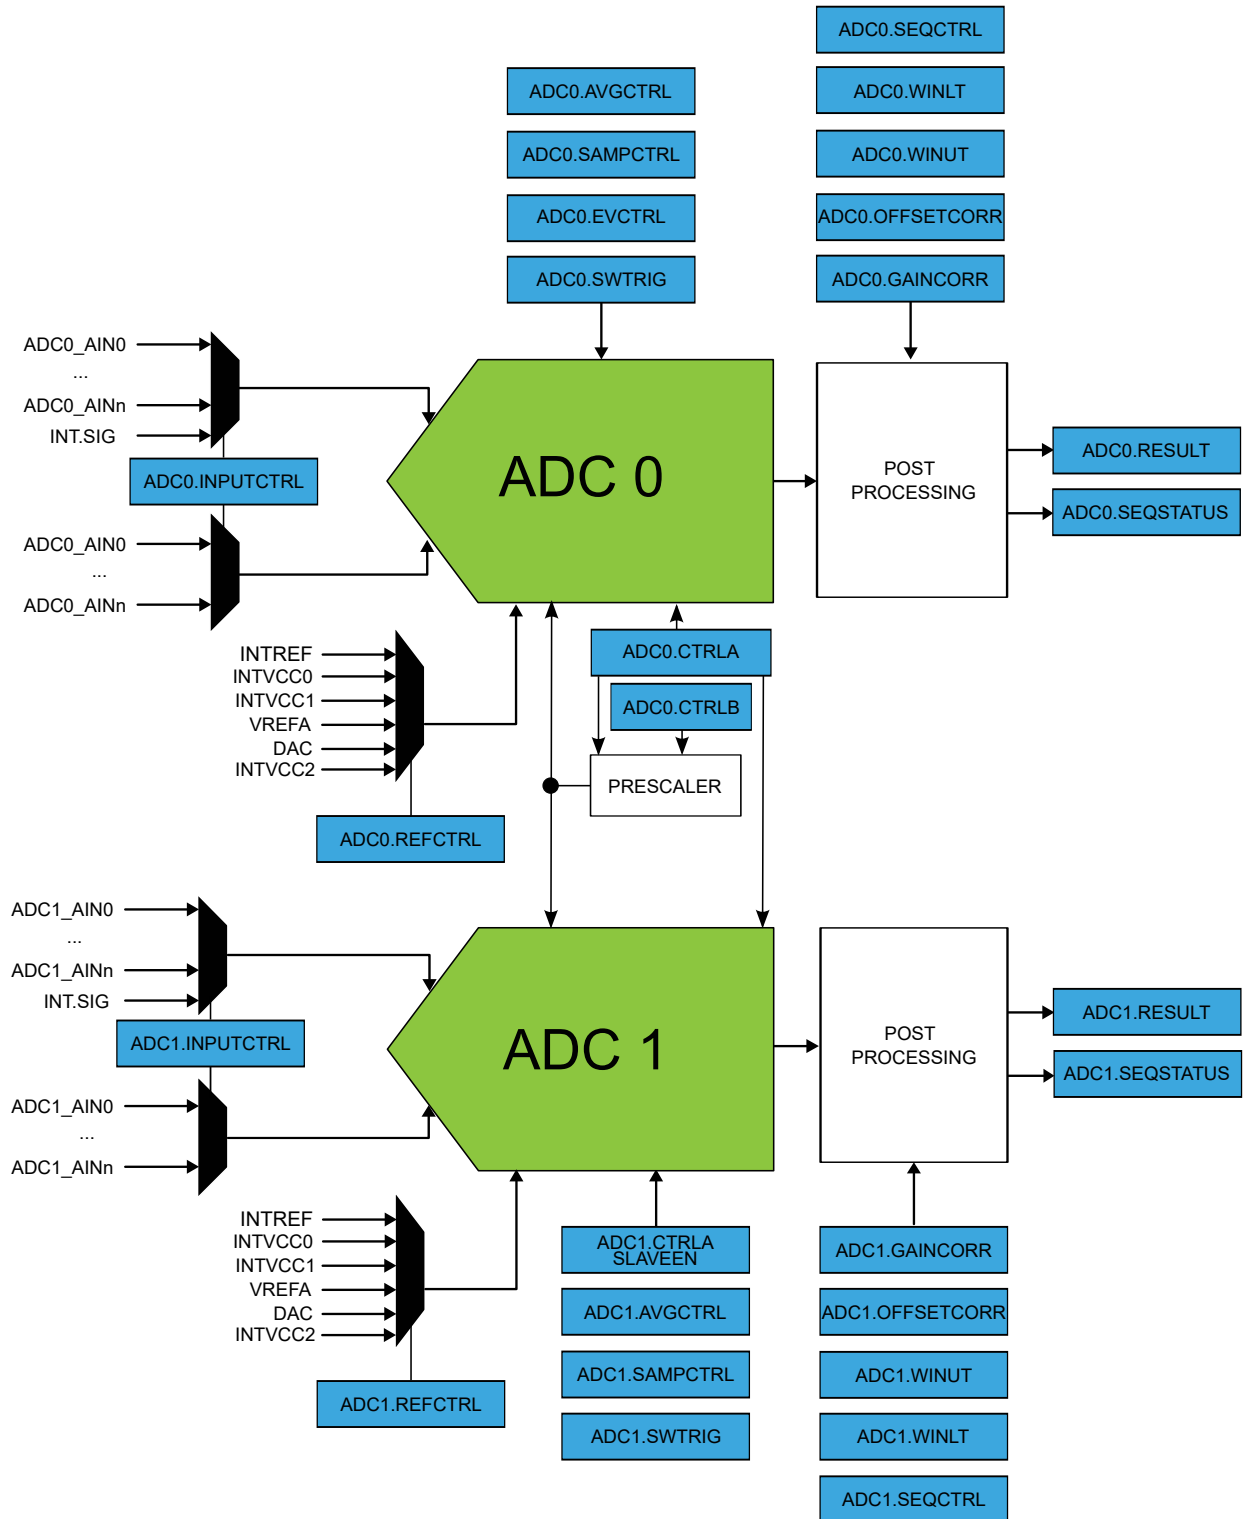 ADC0.SEQCTRL
ADC0.AVGCTRL
ADC0.WINLT
ADC0.SAMPCTRL
ADC0.WINUT
ADC0.EVCTRL
ADC0.OFFSETCORR
ADC0.SWTRIG
ADC0.GAINCORR
ADC0_AIN0
...
ADC0_AINn
INT.SIG
ADC0.INPUTCTRL
ADC0_AIN0
...
ADC0_AINn
ADC 0
POST
PROCESSING
ADC0.RESULT
ADC0.SEQSTATUS
INTREF
INTVCC0
INTVCC1
VREFA
DAC
INTVCC2
ADC0.REFCTRL
ADC0.CTRLA
ADC0.CTRLB
PRESCALER
ADC1_AIN0
...
ADC1_AINn
INT.SIG
ADC1.INPUTCTRL
ADC1_AIN0
...
ADC1_AINn
ADC 1
POST
PROCESSING
ADC1.RESULT
ADC1.SEQSTATUS
INTREF
INTVCC0
INTVCC1
VREFA
DAC
INTVCC2
ADC1.REFCTRL
ADC1.CTRLA
SLAVEEN
ADC1.AVGCTRL
ADC1.SAMPCTRL
ADC1.SWTRIG
ADC1.GAINCORR
ADC1.OFFSETCORR
ADC1.WINUT
ADC1.WINLT
ADC1.SEQCTRL